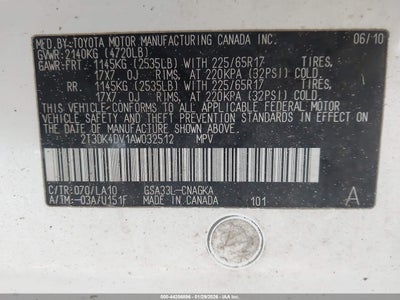 MFD.BY:TOYOTA MOTOR MANUFACTURING CANADA INC. 06/10
GVWR:2140KG (4720LB)
GAWR:FRT. 1145KG (2535LB) WITH 225/65R17 TIRES,
17X7 OJ RIMS, AT 220KPA (32PSI) COLD.
RR. 1145KG (2535LB) WITH 225/65R17 TIRES,
17X7 OJ RIMS, AT 220KPA (32PSI) COLD.
THIS VEHICLE CONFORMS TO ALL APPLICABLE FEDERAL MOTOR
VEHICLE SAFETY AND THEFT PREVENTION STANDARDS IN EFFECT
ON THE DATE OF MANUFACTURE SHOWN ABOVE.
2T3DK4DV1AW032512 MPV
C/TR:070/LA10 GSA33L-CNAGKA
A/TM:-03A/U151F 101 A
MADE IN CANADA